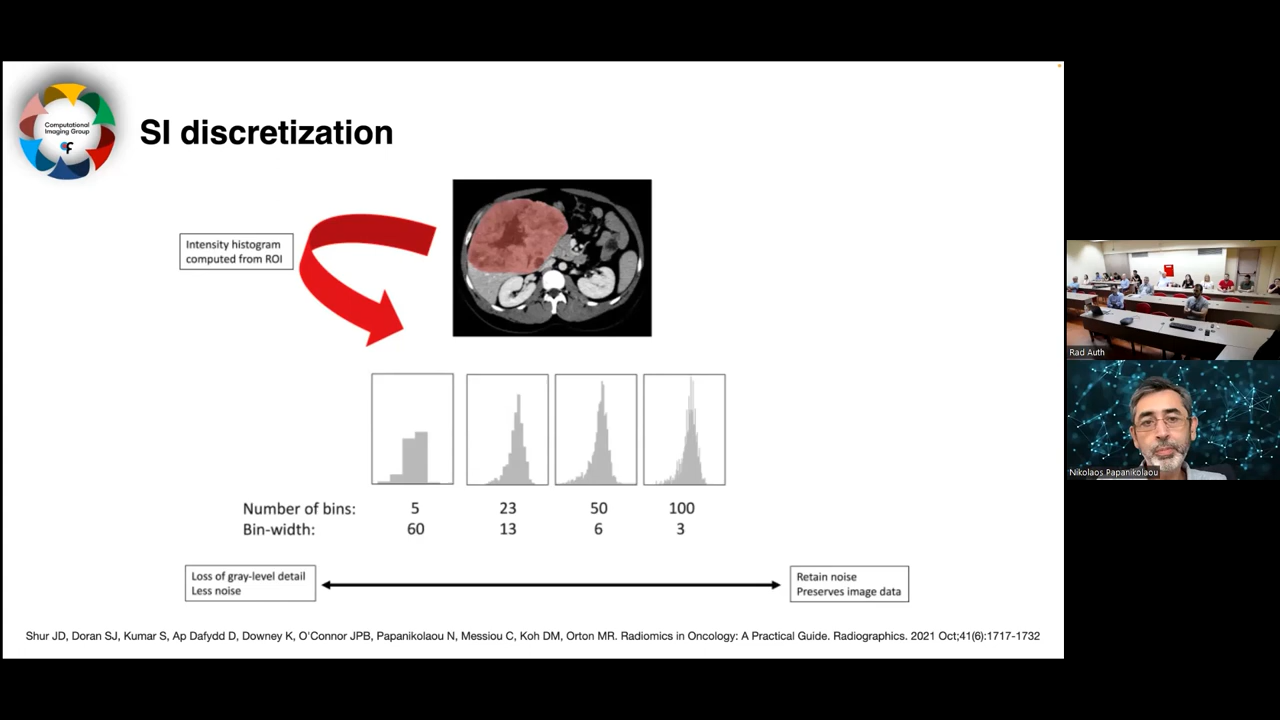 Computational
Imaging Group
SI discretization
Intensity histogram
computed from ROI
Number of bins: 5 23 50 100
Bin-width: 60 13 6 3
Loss of gray-level detail
Less noise
Retain noise
Preserves image data
Shur JD, Doran SJ, Kumar S, Ap Dafydd D, Downey K, O'Connor JPB, Papanikolaou N, Messiou C, Koh DM, Orton MR. Radiomics in Oncology: A Practical Guide. Radiographics. 2021 Oct;41(6):1717-1732
Rad Auth
Nikolaos Papanikolaou